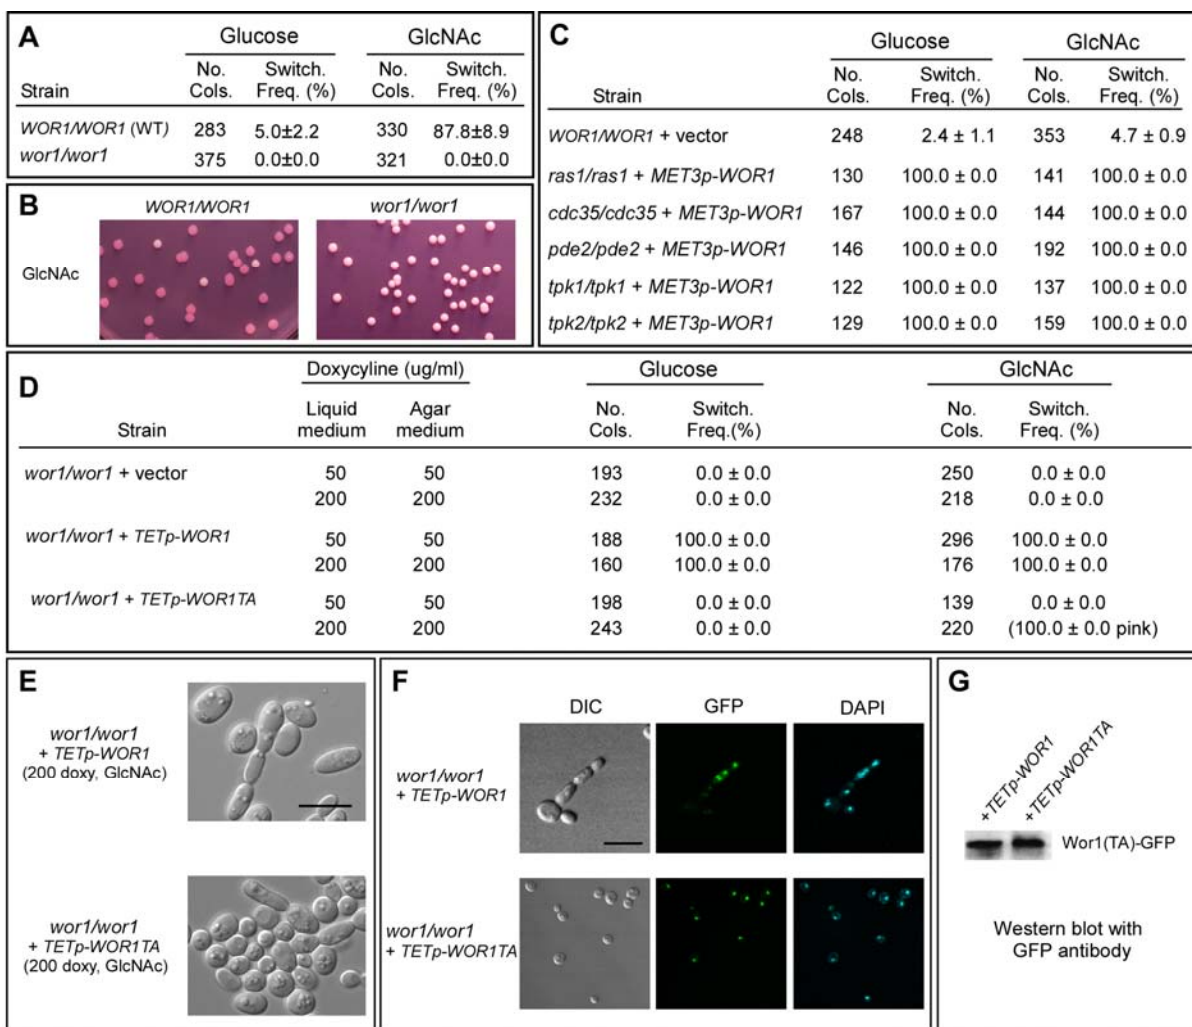 A
Glucose GlcNAc
No. Switch. No. Switch.
Strain Cols. Freq. (%) Cols. Freq. (%)
WOR1/WOR1 (WT) 283 5.0±2.2 330 87.8±8.9
wor1/wor1 375 0.0±0.0 321 0.0±0.0
B
WOR1/WOR1 wor1/wor1
GlcNAc
C
Glucose GlcNAc
No. Switch. No. Switch.
Strain Cols. Freq. (%) Cols. Freq. (%)
WOR1/WOR1 + vector 248 2.4 ± 1.1 353 4.7 ± 0.9
ras1/ras1 + MET3p-WOR1 130 100.0 ± 0.0 141 100.0 ± 0.0
cdc35/cdc35 + MET3p-WOR1 167 100.0 ± 0.0 144 100.0 ± 0.0
pde2/pde2 + MET3p-WOR1 146 100.0 ± 0.0 192 100.0 ± 0.0
tpk1/tpk1 + MET3p-WOR1 122 100.0 ± 0.0 137 100.0 ± 0.0
tpk2/tpk2 + MET3p-WOR1 129 100.0 ± 0.0 159 100.0 ± 0.0
D
Doxycyline (ug/ml) Glucose GlcNAc
Liquid Agar No. Switch. No. Switch.
Strain medium medium Cols. Freq.(%) Cols. Freq. (%)
wor1/wor1 + vector 50 50 193 0.0 ± 0.0 250 0.0 ± 0.0
200 200 232 0.0 ± 0.0 218 0.0 ± 0.0
wor1/wor1 + TETp-WOR1 50 50 188 100.0 ± 0.0 296 100.0 ± 0.0
200 200 160 100.0 ± 0.0 176 100.0 ± 0.0
wor1/wor1 + TETp-WOR1TA 50 50 198 0.0 ± 0.0 139 0.0 ± 0.0
200 200 243 0.0 ± 0.0 220 (100.0 ± 0.0 pink)
E
wor1/wor1
+ TETp-WOR1
(200 doxy, GlcNAc)
wor1/wor1
+ TETp-WOR1TA
(200 doxy, GlcNAc)
F
DIC GFP DAPI
wor1/wor1
+ TETp-WOR1
wor1/wor1
+ TETp-WOR1TA
G
+TETp-WOR1
+TETp-WOR1TA
Wor1(TA)-GFP
Western blot with
GFP antibody